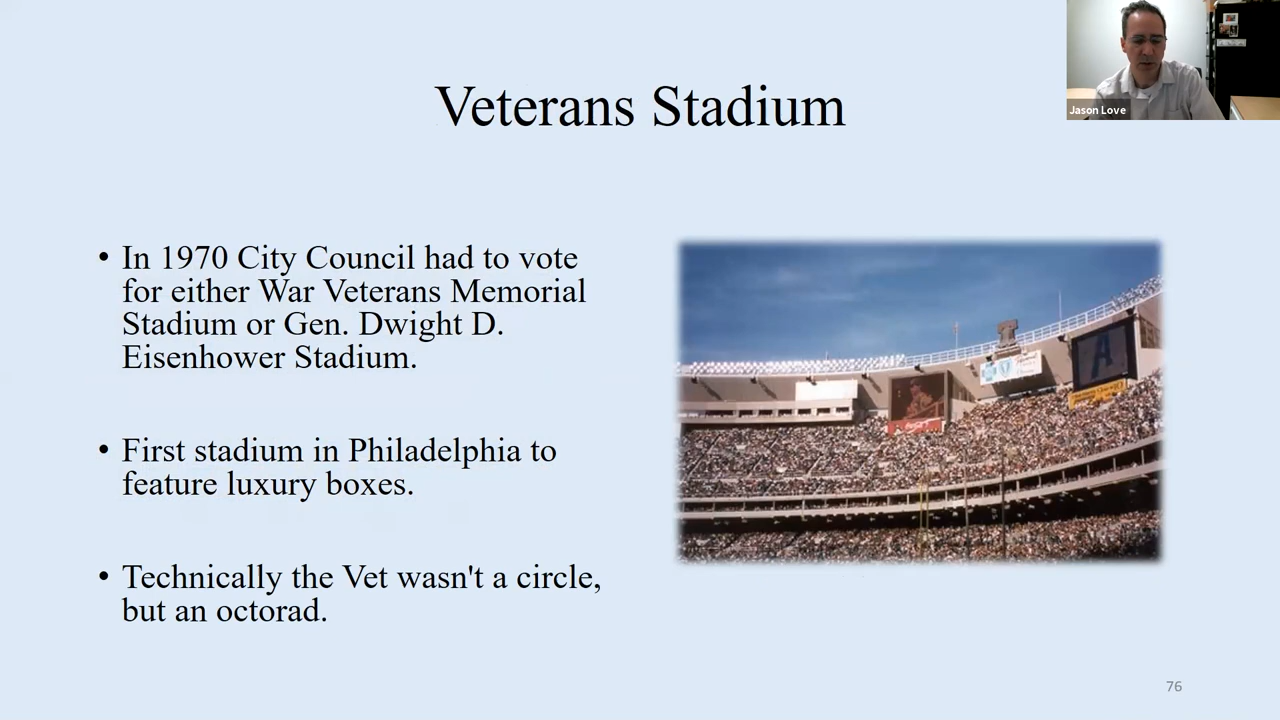 Jason Love
Veterans Stadium
• In 1970 City Council had to vote
for either War Veterans Memorial
Stadium or Gen. Dwight D.
Eisenhower Stadium.
• First stadium in Philadelphia to
feature luxury boxes.
• Technically the Vet wasn't a circle,
but an octorad.
A
76